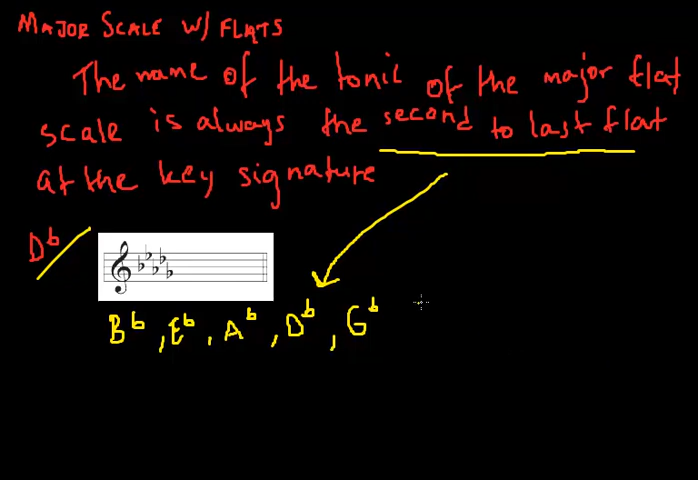 MAJOR SCALE W/ FLATS
The name of the tonic of the major flat
scale is always the second to last flat
at the key signature
D♭
B♭, E♭, A♭, D♭, G♭